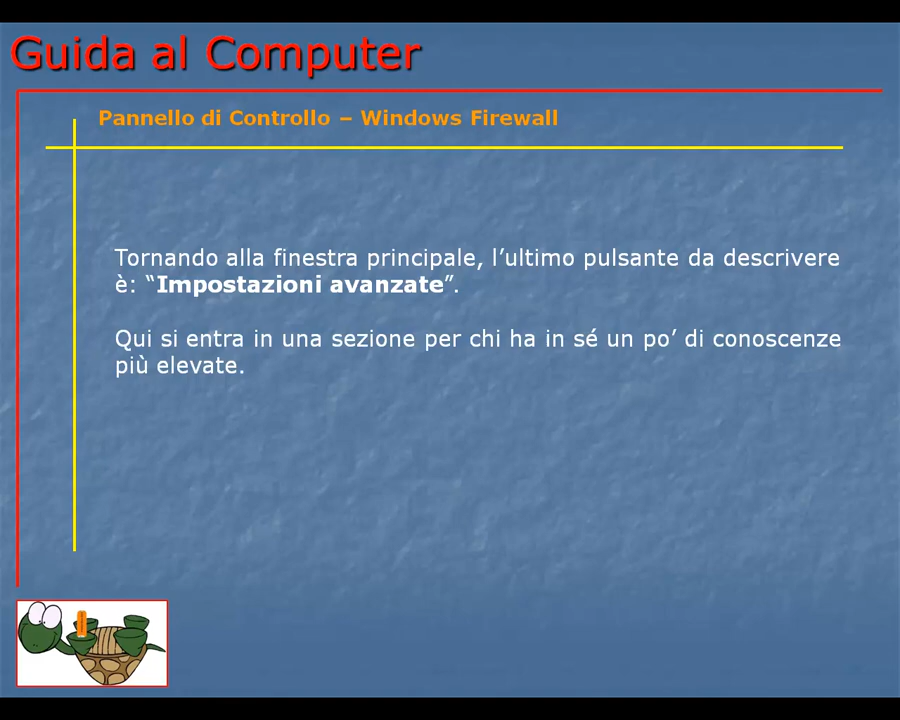 Guida al Computer
Pannello di Controllo – Windows Firewall
Tornando alla finestra principale, l’ultimo pulsante da descrivere
è: “Impostazioni avanzate”.
Qui si entra in una sezione per chi ha in sé un po’ di conoscenze
più elevate.